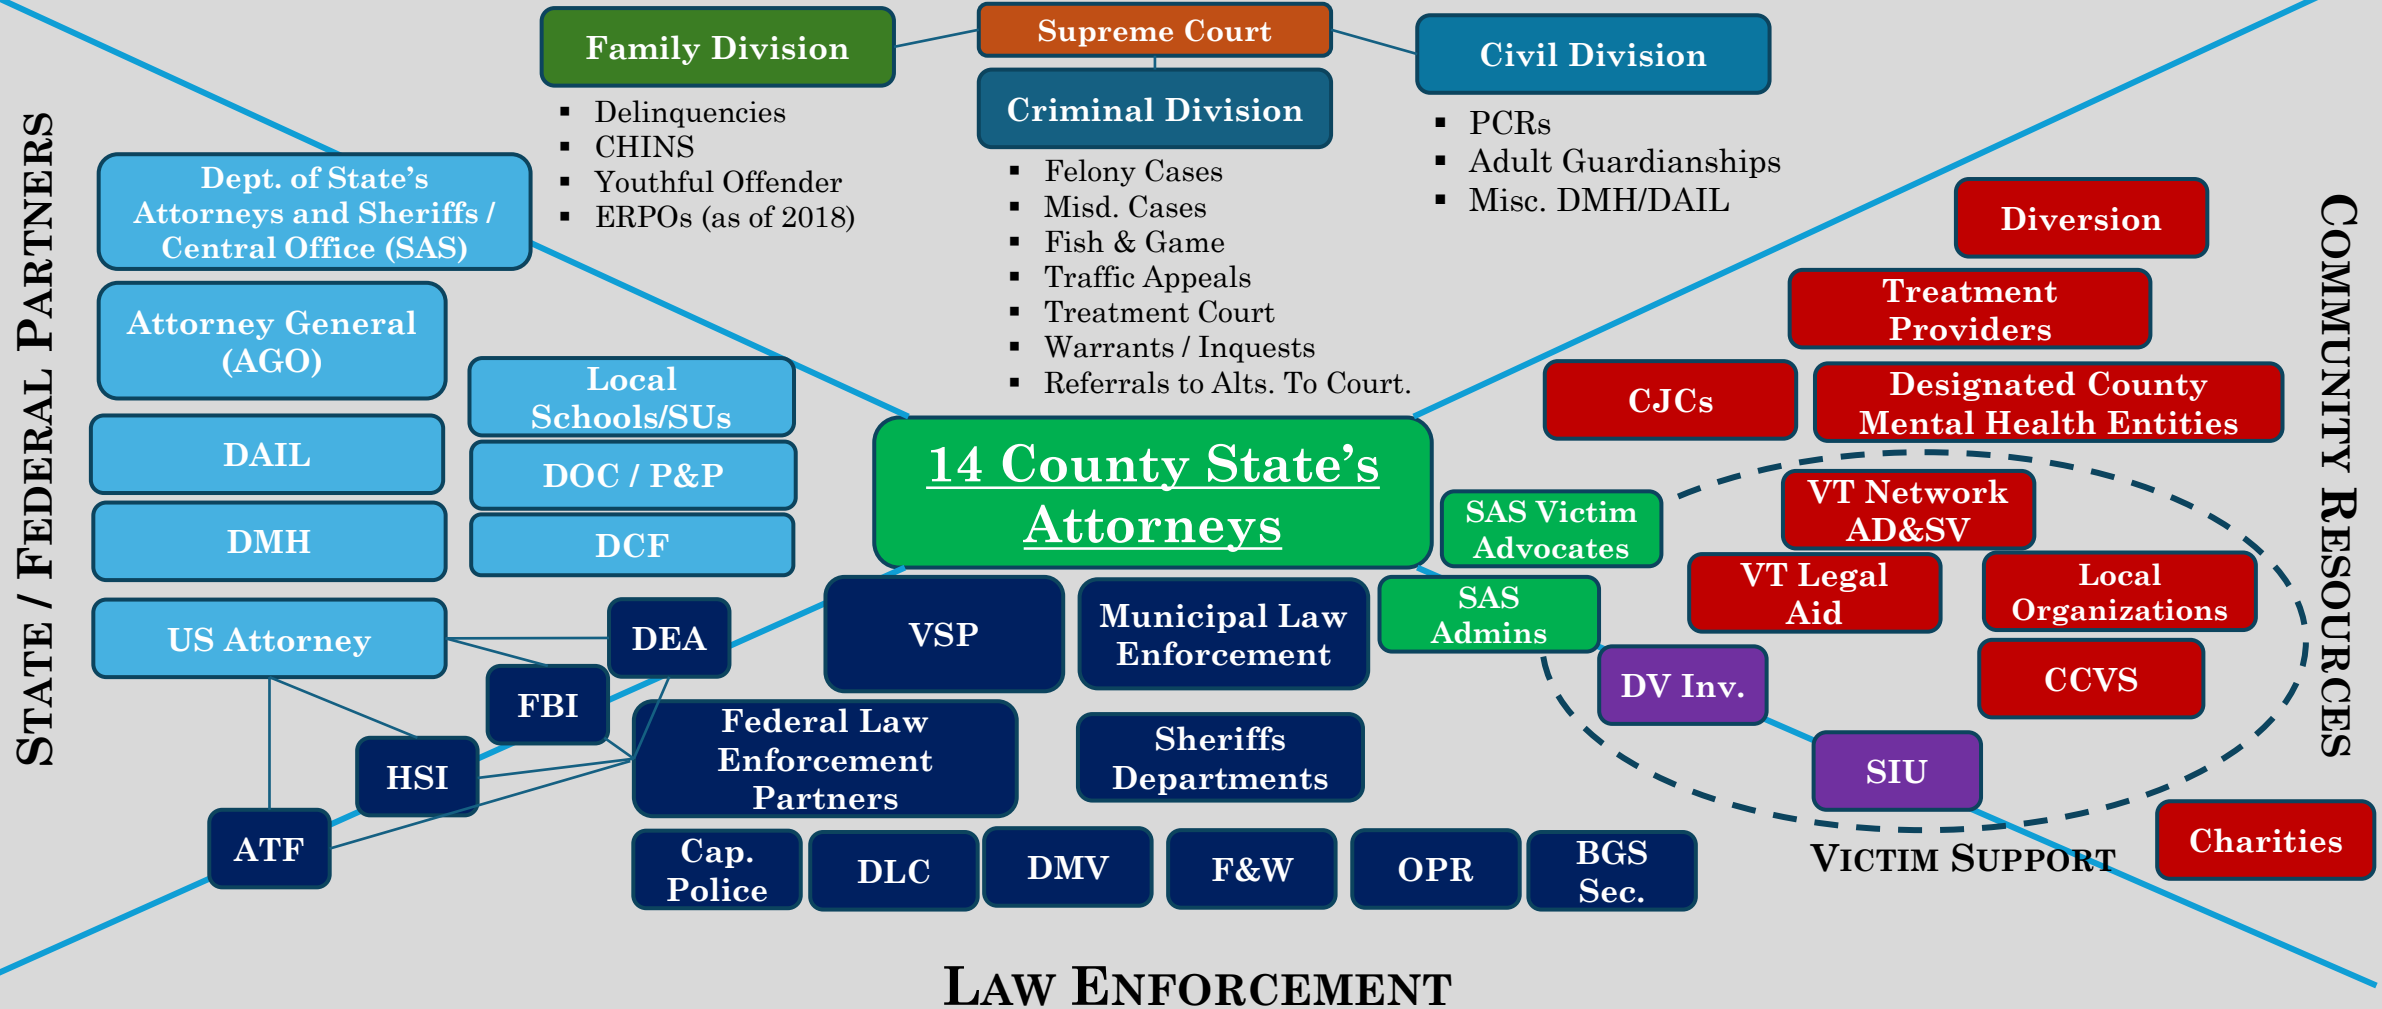 Supreme Court
Family Division
Delinquencies
CHINS
Youthful Offender
ERPOs (as of 2018)
Criminal Division
Felony Cases
Misd. Cases
Fish & Game
Traffic Appeals
Treatment Court
Warrants / Inquests
Referrals to Alts. To Court.
Civil Division
PCRs
Adult Guardianships
Misc. DMH/DAIL
STATE / FEDERAL PARTNERS
Dept. of State’s
Attorneys and Sheriffs /
Central Office (SAS)
Attorney General
(AGO)
DAIL
DMH
US Attorney
Local
Schools/SUs
DOC / P&P
DCF
14 County State’s
Attorneys
SAS Victim
Advocates
SAS
Admins
COMMUNITY RESOURCES
Diversion
Treatment
Providers
CJCs
Designated County
Mental Health Entities
VT Network
AD&SV
VT Legal
Aid
Local
Organizations
CCVS
DV Inv.
SIU
VICTIM SUPPORT
Charities
DEA
FBI
HSI
ATF
VSP
Municipal Law
Enforcement
Federal Law
Enforcement
Partners
Sheriffs
Departments
Cap.
Police
DLC
DMV
F&W
OPR
BGS
Sec.
LAW ENFORCEMENT